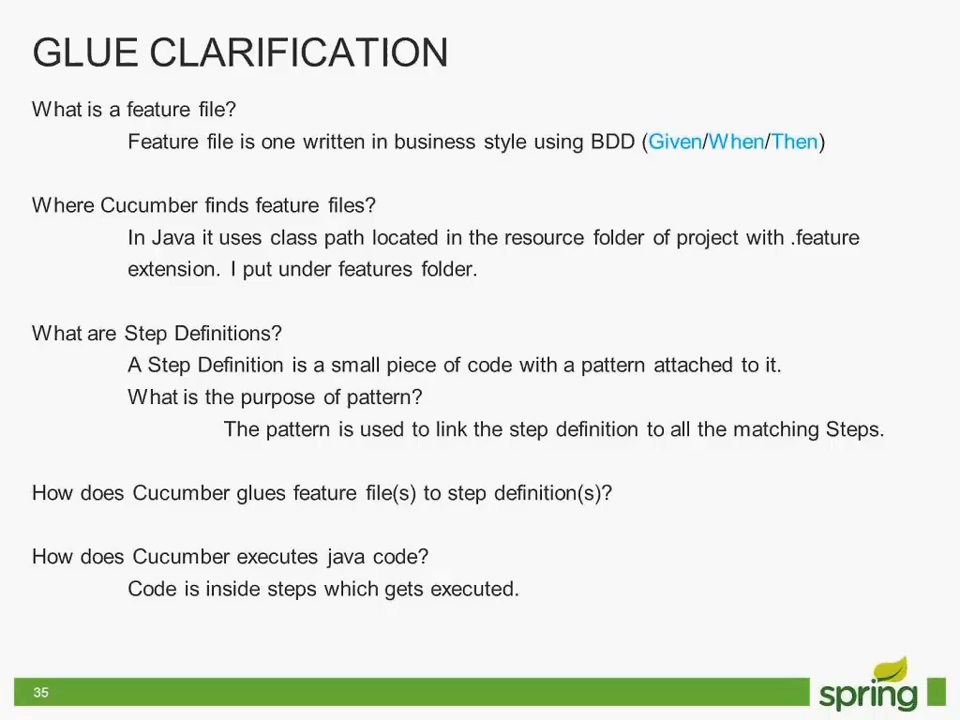 GLUE CLARIFICATION
What is a feature file?
Feature file is one written in business style using BDD (Given/When/Then)
Where Cucumber finds feature files?
In Java it uses class path located in the resource folder of project with .feature
extension. I put under features folder.
What are Step Definitions?
A Step Definition is a small piece of code with a pattern attached to it.
What is the purpose of pattern?
The pattern is used to link the step definition to all the matching Steps.
How does Cucumber glues feature file(s) to step definition(s)?
How does Cucumber executes java code?
Code is inside steps which gets executed.
35
spring